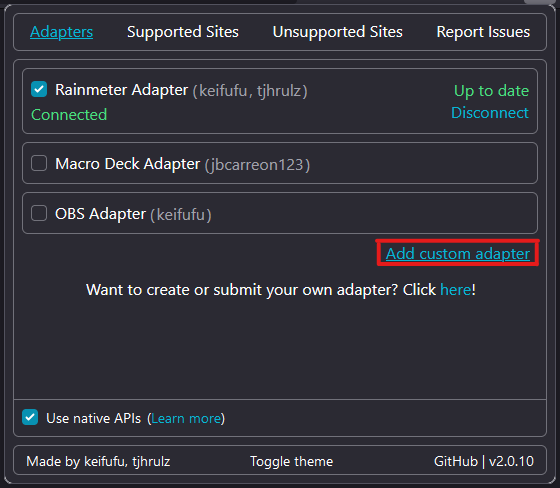 Adapters Supported Sites Unsupported Sites Report Issues
Rainmeter Adapter (keifufu, tjhrulz) Up to date
Connected Disconnect
Macro Deck Adapter (jbcarreon123)
OBS Adapter (keifufu)
Add custom adapter
Want to create or submit your own adapter? Click here!
Use native APIs (Learn more)
Made by keifufu, tjhrulz Toggle theme GitHub | v2.0.10